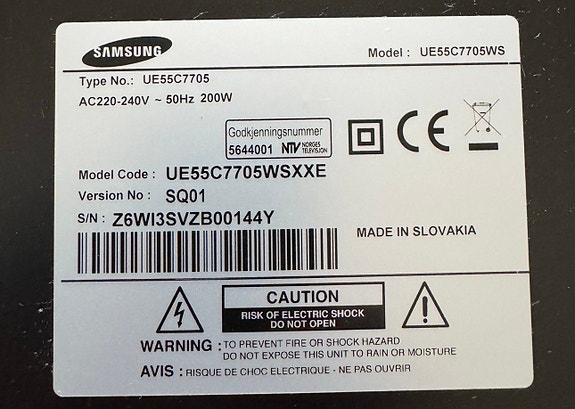 SAMSUNG
Model : UE55C7705WS
Type No.: UE55C7705
AC220-240V ~ 50Hz 200W
Godkjenningsnummer
5644001 NTV NORGES TELEVISJON
CE
Model Code : UE55C7705WSXXE
Version No : SQ01
S/N : Z6WI3SVZB00144Y
MADE IN SLOVAKIA
CAUTION
RISK OF ELECTRIC SHOCK
DO NOT OPEN
WARNING : TO PREVENT FIRE OR SHOCK HAZARD
DO NOT EXPOSE THIS UNIT TO RAIN OR MOISTURE
AVIS : RISQUE DE CHOC ELECTRIQUE - NE PAS OUVRIR